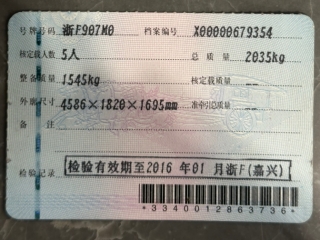 号牌号码 浙F907M0 档案编号 X00000679354
核定载人数 5人 总质量 2035kg
整备质量 1545kg 核定载质量 --
外廓尺寸 4586×1820×1695mm 准牵引总质量 --
备注
检验记录 检验有效期至2016 年01 月浙F(嘉兴)
*3340012863736*